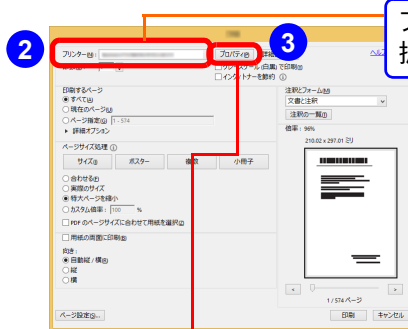 2
3
プリンター(N):
プロパティ(P)
ヘルプ
グレースケール(白黒)で印刷(Y)
インク/トナーを節約
印刷するページ
すべて(A)
現在のページ(U)
ページ指定(G) 1 - 574
詳細オプション
ページサイズ処理
サイズ(I) ポスター 複数 小冊子
合わせる(F)
実際のサイズ
特大ページを縮小
カスタム倍率: 100 %
PDF のページサイズに合わせて用紙を選択(Z)
用紙の両面に印刷(B)
向き:
自動縦 / 横(R)
縦
横
注釈とフォーム(M)
文書と注釈
注釈の一覧(T)
倍率: 96%
210.02 x 297.01 ミリ
1 / 574 ページ
ページ設定(S)...
印刷 キャンセル